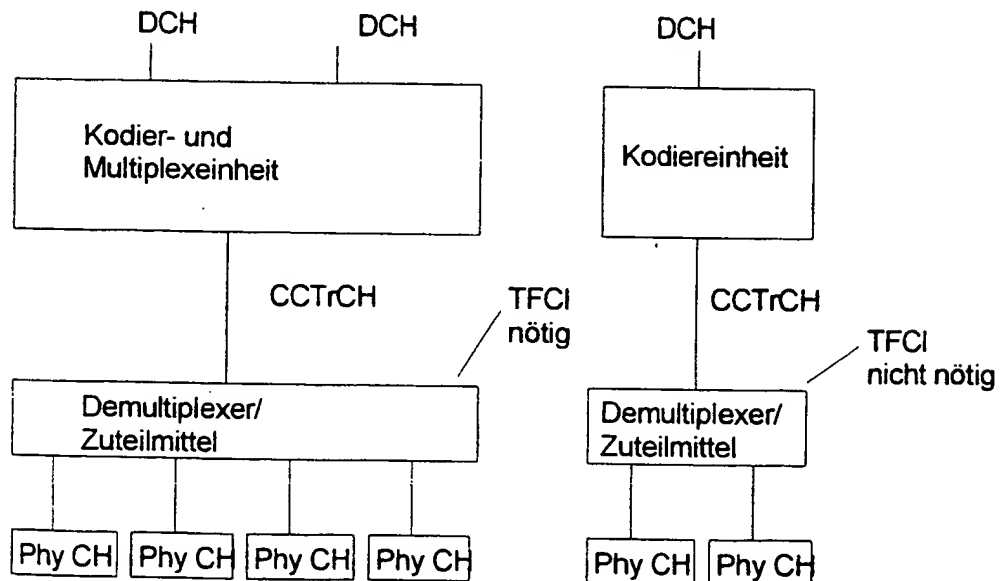 DCH
DCH
Kodier- und
Multiplexeinheit
CCTrCH
TFCI
nötig
Demultiplexer/
Zuteilmittel
Phy CH
Phy CH
Phy CH
Phy CH
DCH
Kodiereinheit
CCTrCH
TFCI
nicht nötig
Demultiplexer/
Zuteilmittel
Phy CH
Phy CH